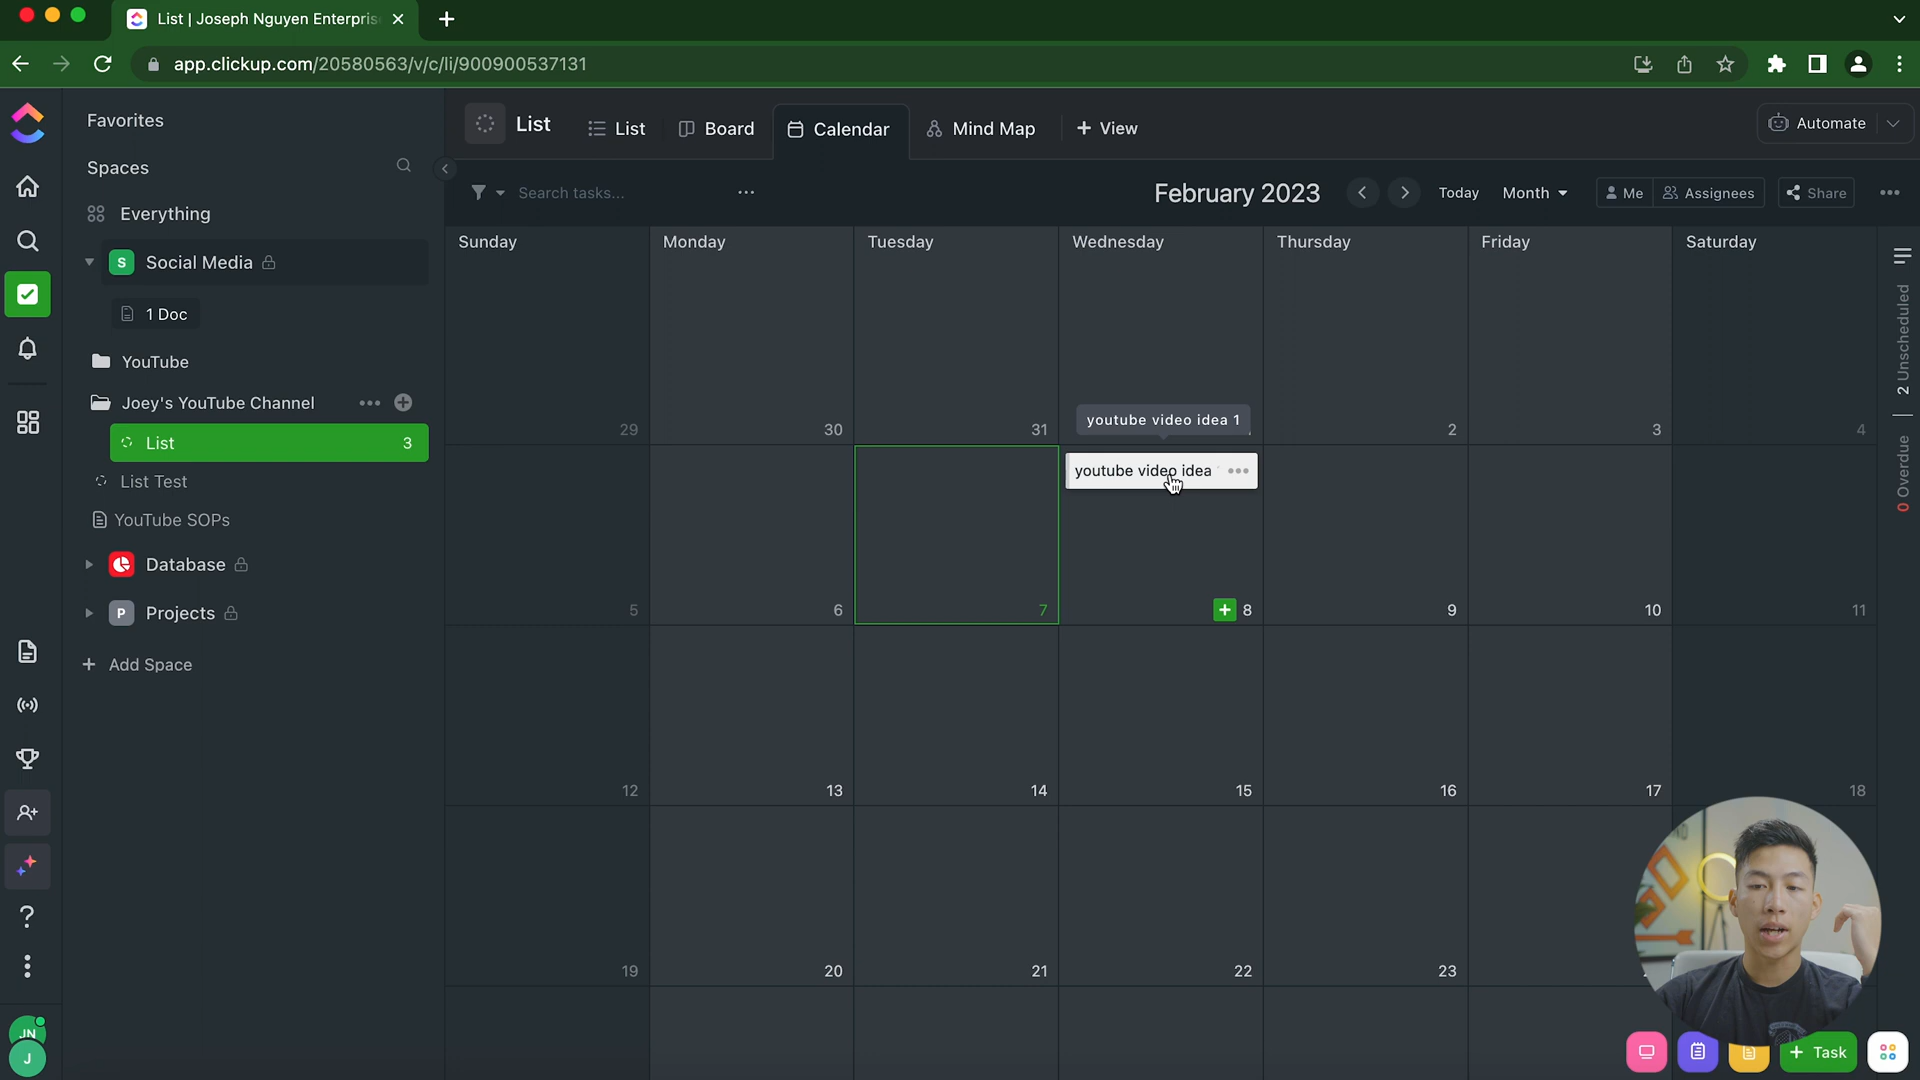 List | Joseph Nguyen Enterpris
app.clickup.com/20580563/v/c/li/900900537131
Favorites
Spaces
Everything
S Social Media
1 Doc
YouTube
Joey's YouTube Channel
List 3
List Test
YouTube SOPs
Database
P Projects
+ Add Space
JN
J
List
List
Board
Calendar
Mind Map
+ View
Automate
Search tasks...
February 2023
Today
Month
Me
Assignees
Share
Sunday Monday Tuesday Wednesday Thursday Friday Saturday
29 30 31 2 3 4
youtube video idea 1
youtube video idea
5 6 7 + 8 9 10 11
12 13 14 15 16 17 18
19 20 21 22 23
2 Unscheduled
0 Overdue
+ Task